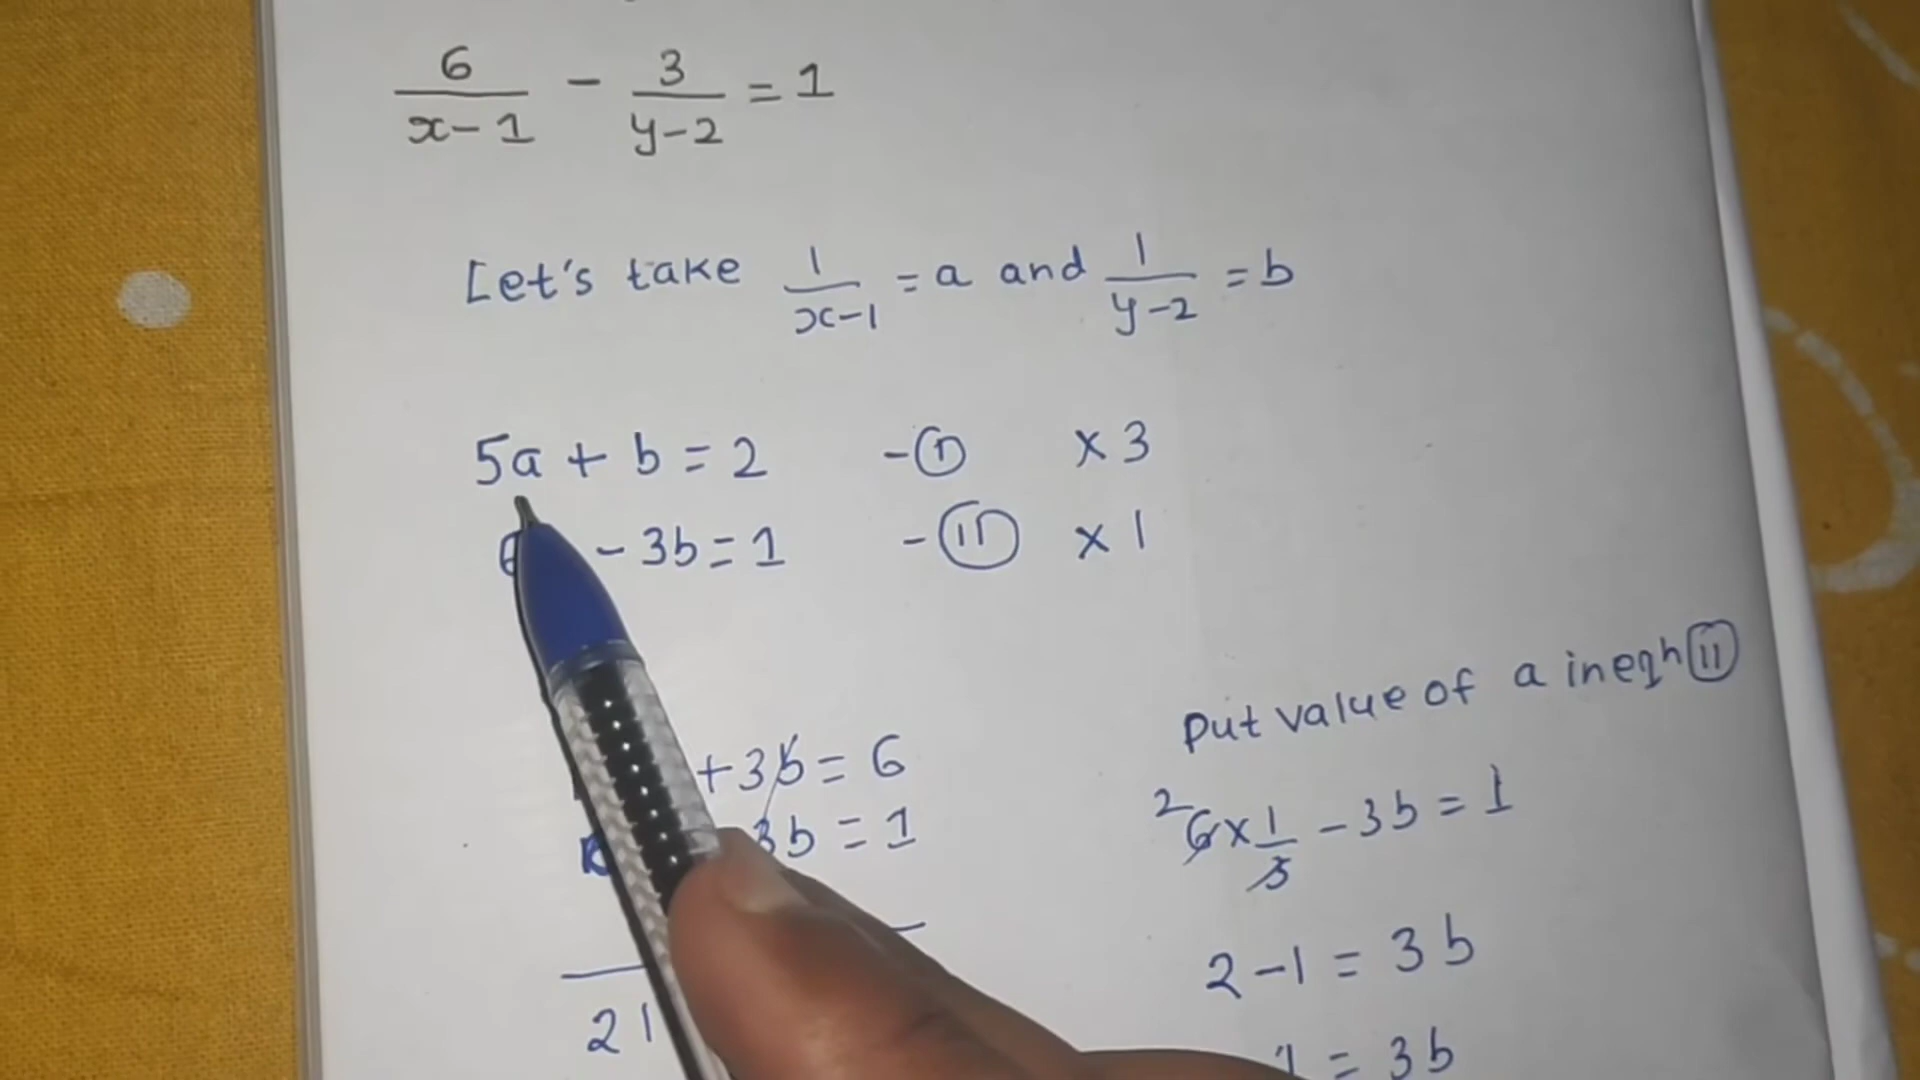 6/(x-1) - 3/(y-2) = 1
Let's take 1/(x-1) = a and 1/(y-2) = b
5a + b = 2 - (I) × 3
6 - 3b = 1 - (II) × 1
+ 3b = 6
3b = 1
21
Put value of a in eqn (II)
2 6 × 1/3 - 3b = 1
2 - 1 = 3b
1 = 3b